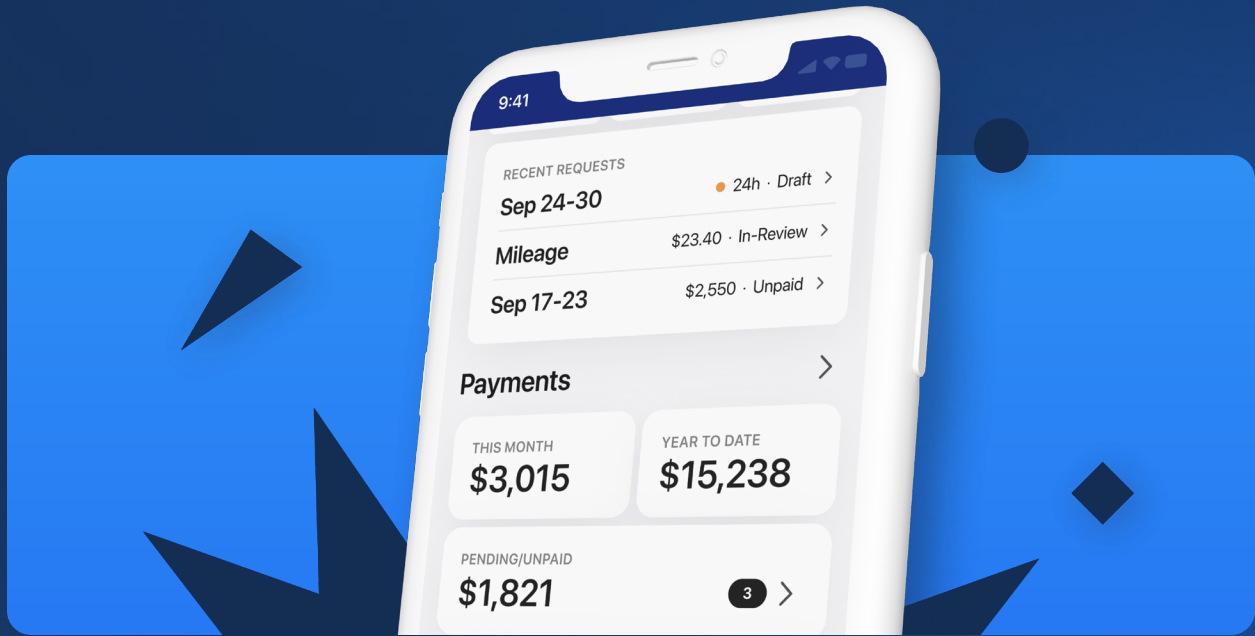 9:41
RECENT REQUESTS
Sep 24-30 24h · Draft
Mileage $23.40 · In-Review
Sep 17-23 $2,550 · Unpaid
Payments
THIS MONTH YEAR TO DATE
$3,015 $15,238
PENDING/UNPAID
$1,821 3